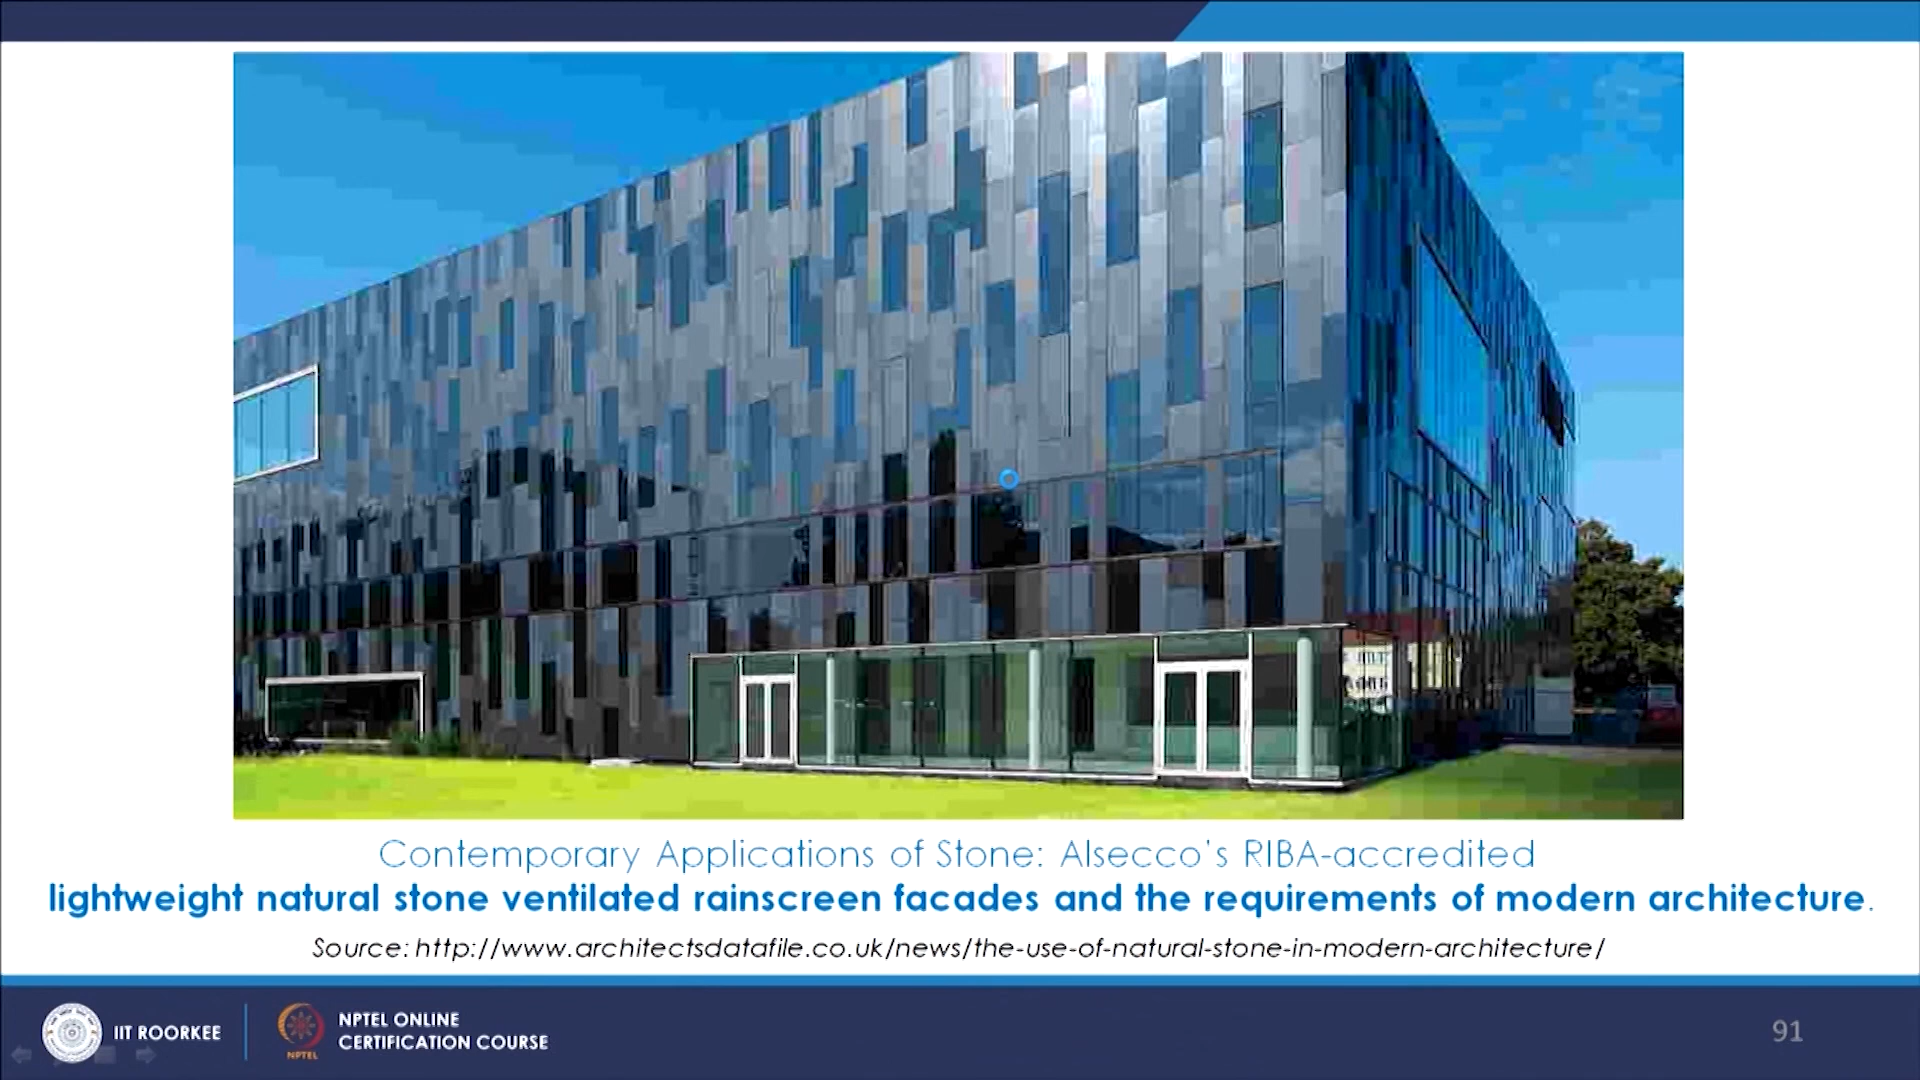 Contemporary Applications of Stone: Alsecco's RIBA-accredited
lightweight natural stone ventilated rainscreen facades and the requirements of modern architecture.
Source: http://www.architectsdatafile.co.uk/news/the-use-of-natural-stone-in-modern-architecture/
IIT ROORKEE
NPTEL
NPTEL ONLINE
CERTIFICATION COURSE
91